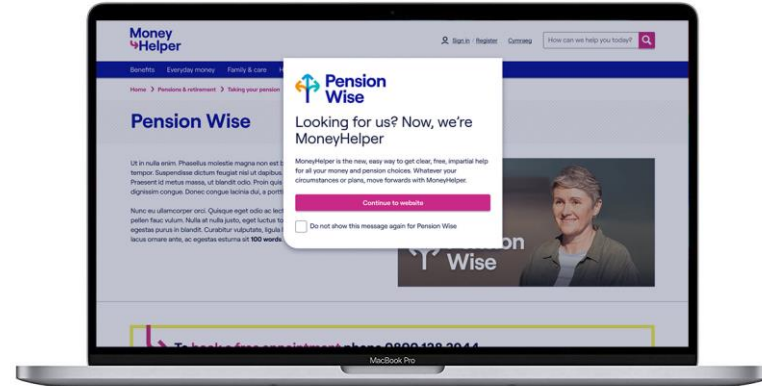 Money
Helper
Sign in / Register
Cymraeg
How can we help you today?
Benefits
Everyday money
Family & care
Home > Pensions & retirement > Taking your pension
Pension Wise
Ut in nulla enim. Phasellus molestie magna non est
tempor. Suspendisse dictum feugiat nisl ut dapibus.
Praesent id metus massa, ut blandit odio. Proin quis
dignissim congue. Donec congue lacinia dui, a portti
Nunc eu ullamcorper orci. Quisque eget odio ac lect
pellen fauc vulum. Nulla at nulla justo, eget luctus to
egestas purus in blandit. Curabitur vulputate, ligula l
lacus ornare ante, ac egestas esturna sit 100 words
Pension
Wise
Looking for us? Now, we're
MoneyHelper
MoneyHelper is the new, easy way to get clear, free, impartial help
for all your money and pension choices. Whatever your
circumstances or plans, move forwards with MoneyHelper.
Continue to website
Do not show this message again for Pension Wise
on
Wise
MacBook Pro